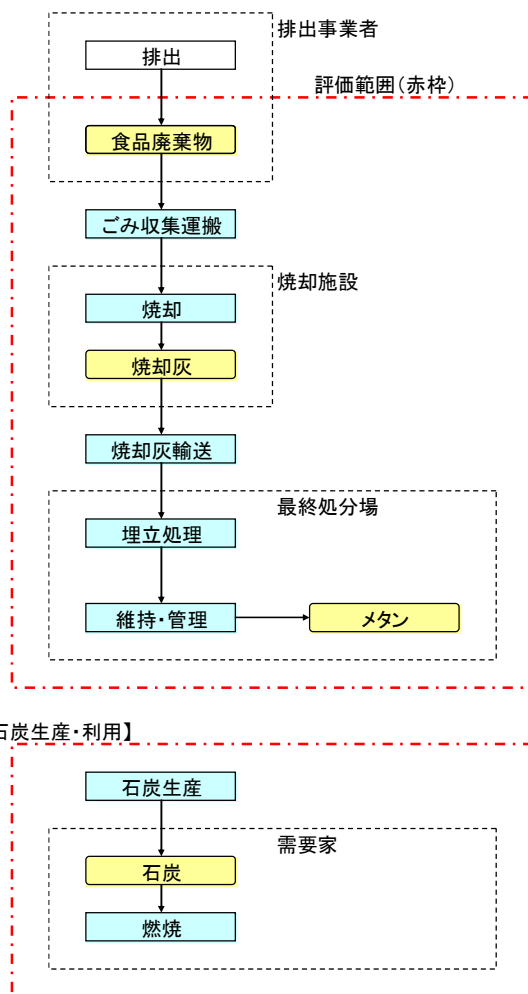 排出事業者
排出
評価範囲(赤枠)
食品廃棄物
ごみ収集運搬
焼却施設
焼却
焼却灰
焼却灰輸送
最終処分場
埋立処理
維持・管理
メタン
石炭生産・利用】
石炭生産
需要家
石炭
燃焼